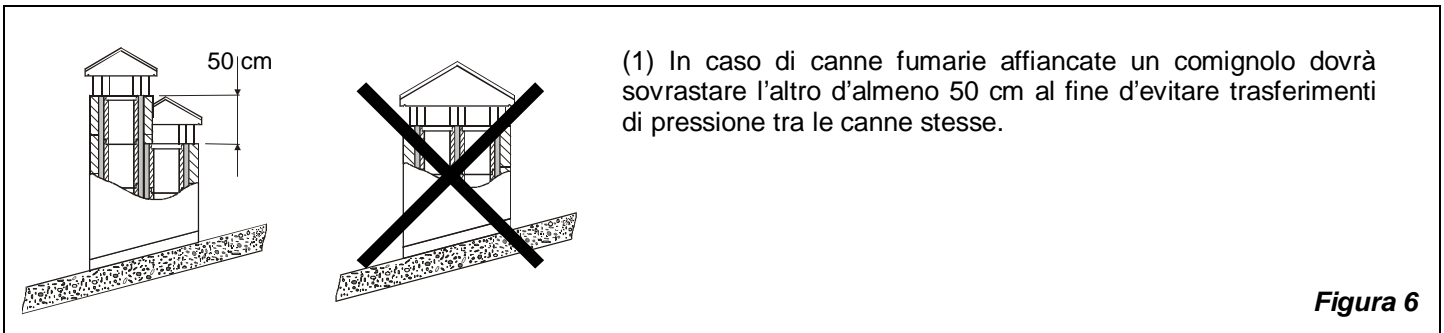 50 cm
(1) In caso di canne fumarie affiancate un comignolo dovrà
sovrastare l'altro d'almeno 50 cm al fine d'evitare trasferimenti
di pressione tra le canne stesse.
Figura 6